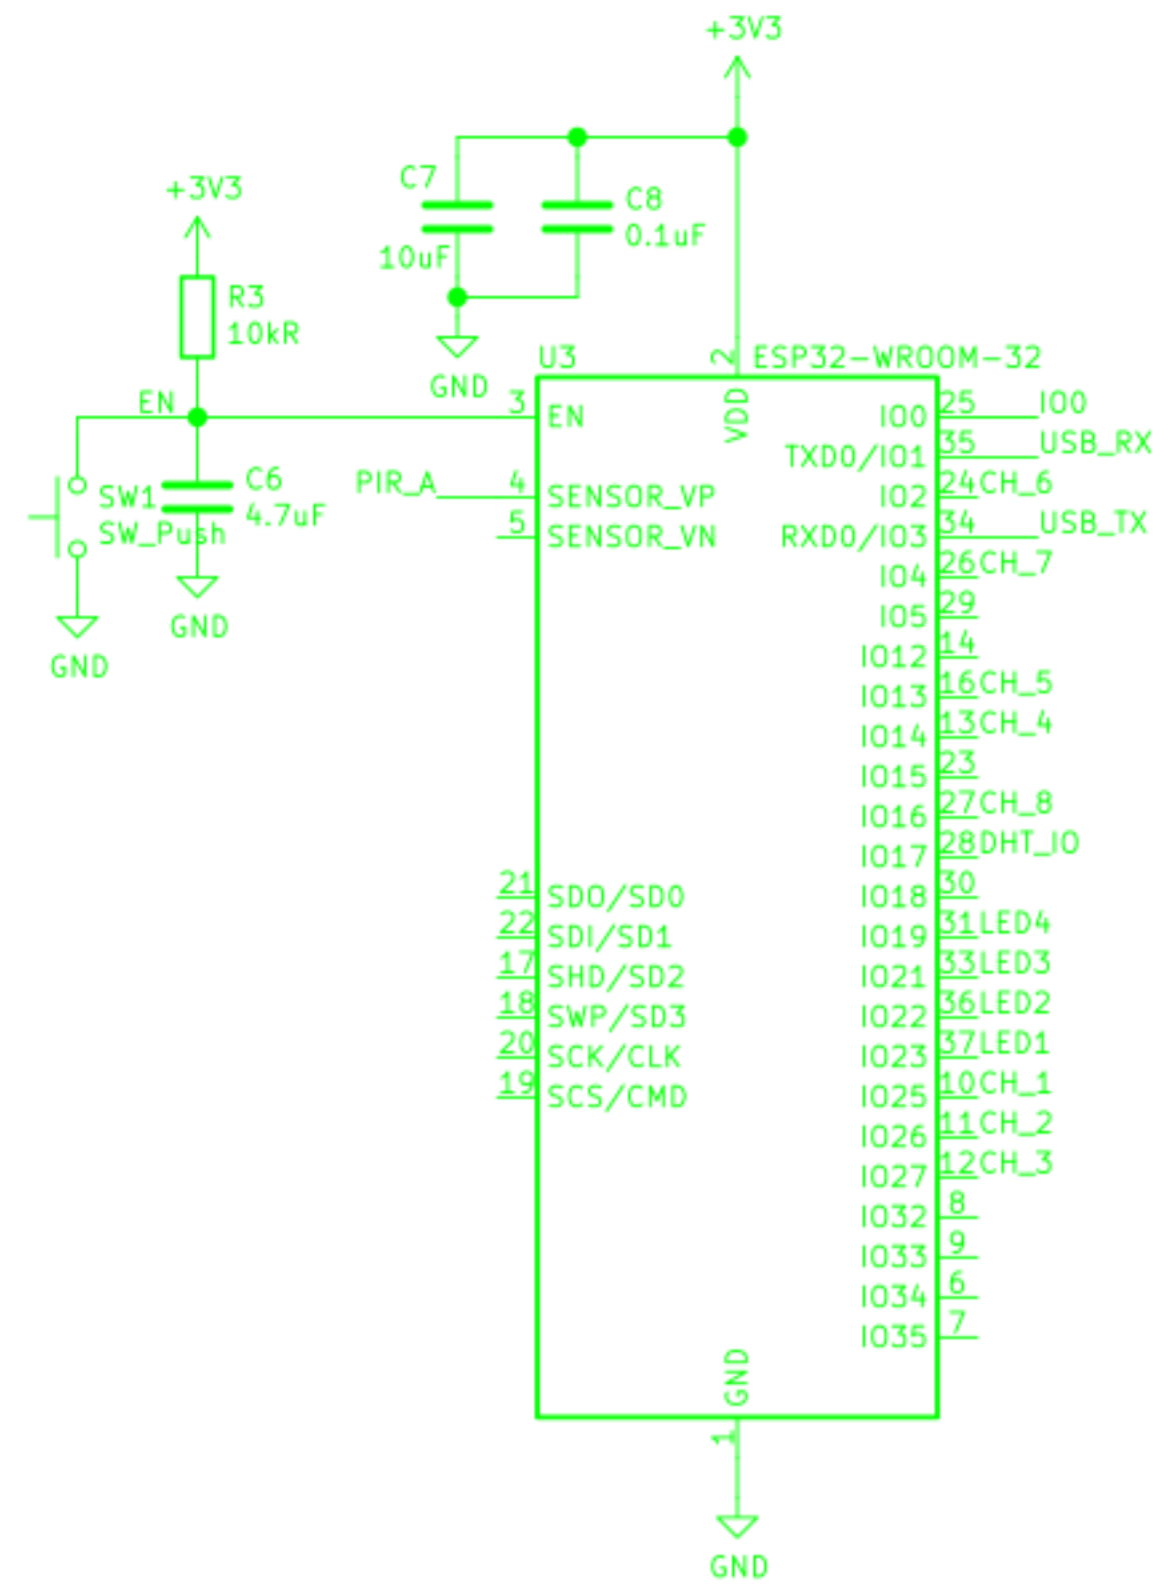 +3V3
+3V3
C7
10uF
C8
0.1uF
R3
10kR
GND
U3
2
ESP32-WROOM-32
EN
3
EN
VDD
IO0
25
IO0
TXD0/IO1
35
USB_RX
SW1
SW_Push
C6
4.7uF
PIR_A
4
SENSOR_VP
IO2
24
CH_6
5
SENSOR_VN
RXD0/IO3
34
USB_TX
IO4
26
CH_7
GND
GND
IO5
29
IO12
14
IO13
16
CH_5
IO14
13
CH_4
IO15
23
IO16
27
CH_8
IO17
28
DHT_IO
21
SDO/SD0
IO18
30
22
SDI/SD1
IO19
31
LED4
17
SHD/SD2
IO21
33
LED3
18
SWP/SD3
IO22
36
LED2
20
SCK/CLK
IO23
37
LED1
19
SCS/CMD
IO25
10
CH_1
IO26
11
CH_2
IO27
12
CH_3
IO32
8
IO33
9
IO34
6
IO35
7
GND
1
GND